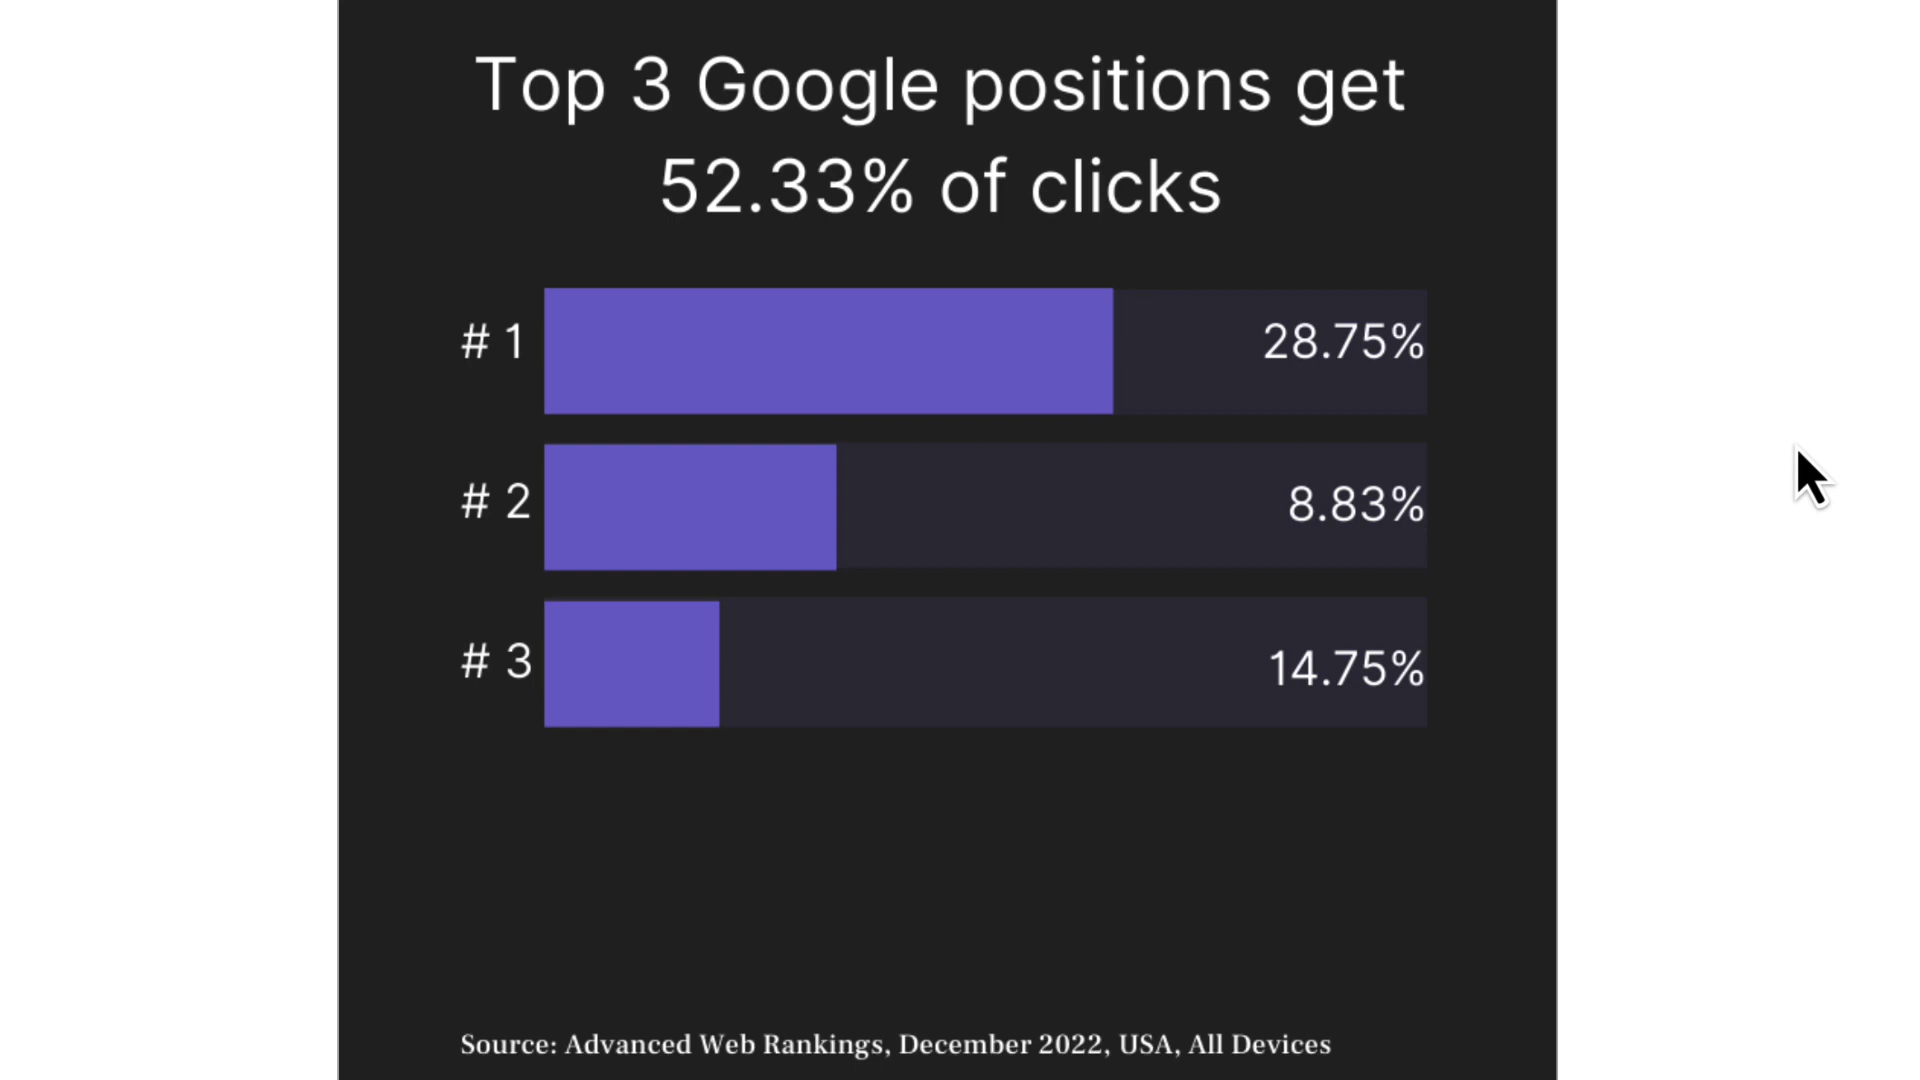 Top 3 Google positions get
52.33% of clicks
# 1 28.75%
# 2 8.83%
# 3 14.75%
Source: Advanced Web Rankings, December 2022, USA, All Devices